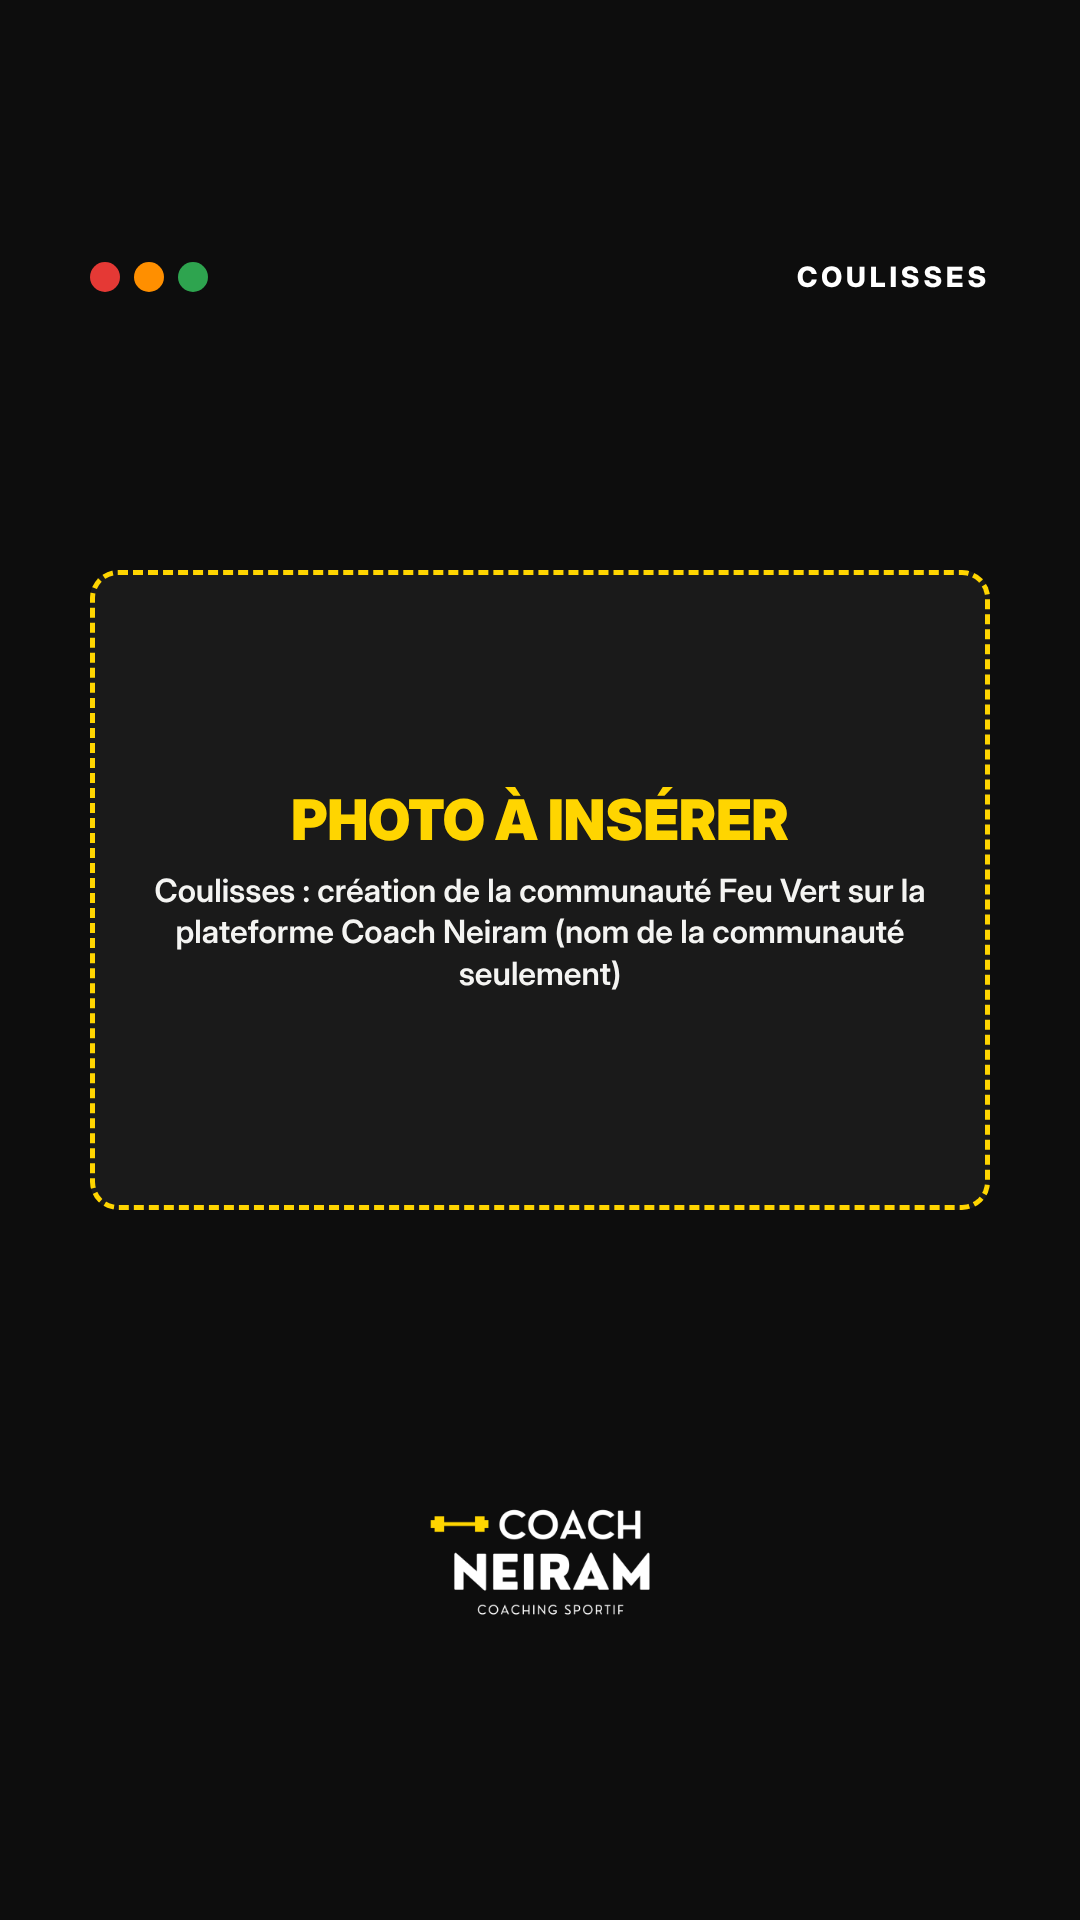 COULISSES
PHOTO À INSÉRER
Coulisses : création de la communauté Feu Vert sur la
plateforme Coach Neiram (nom de la communauté
seulement)
COACH
NEIRAM
COACHING SPORTIF